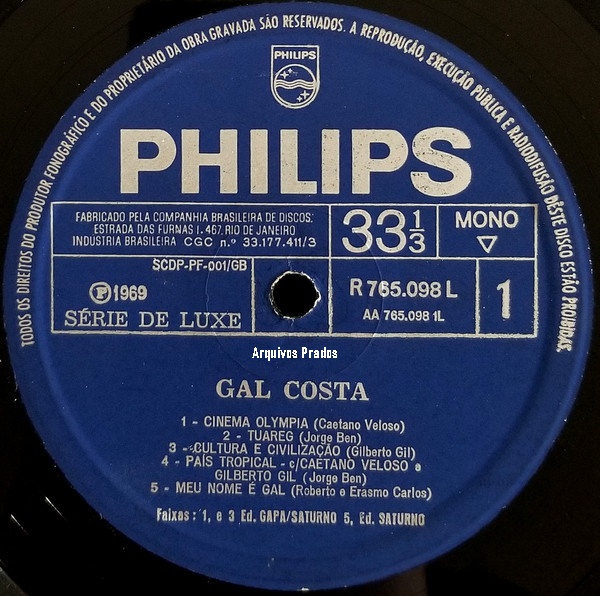 TODOS OS DIREITOS DO PRODUTOR FONOGRÁFICO E DO PROPRIETÁRIO DA OBRA GRAVADA SÃO RESERVADOS. A REPRODUÇÃO, EXECUÇÃO PÚBLICA E RADIODIFUSÃO DÊSTE DISCO ESTÃO PROIBIDAS.
PHILIPS
PHILIPS
FABRICADO PELA COMPANHIA BRASILEIRA DE DISCOS.
ESTRADA DAS FURNAS 1.467, RIO DE JANEIRO
INDUSTRIA BRASILEIRA CGC n.º 33.177.411/3
33 1/3
MONO
SCDP-PF-001/GB
Ⓟ 1969
SÉRIE DE LUXE
R 765.098 L
AA 765.098 1L
1
Arquivos Prados
GAL COSTA
1 - CINEMA OLYMPIA (Caetano Veloso)
2 - TUAREG (Jorge Ben)
3 - CULTURA E CIVILIZAÇÃO (Gilberto Gil)
4 - PAÍS TROPICAL - c/CAETANO VELOSO e
GILBERTO GIL (Jorge Ben)
5 - MEU NOME É GAL (Roberto e Erasmo Carlos)
Faixas: 1, e 3 Ed. GAPA/SATURNO 5, Ed. SATURNO